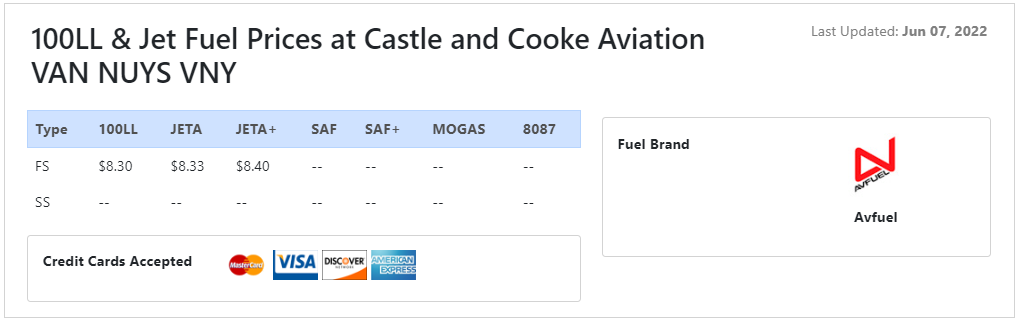 100LL & Jet Fuel Prices at Castle and Cooke Aviation
VAN NUYS VNY
Last Updated: Jun 07, 2022
Type 100LL JETA JETA+ SAF SAF+ MOGAS 8087
FS $8.30 $8.33 $8.40 -- -- -- --
SS -- -- -- -- -- -- --
Fuel Brand
AVFUEL
Avfuel
Credit Cards Accepted
MasterCard
VISA
DISCOVER
NETWORK
AMERICAN
EXPRESS